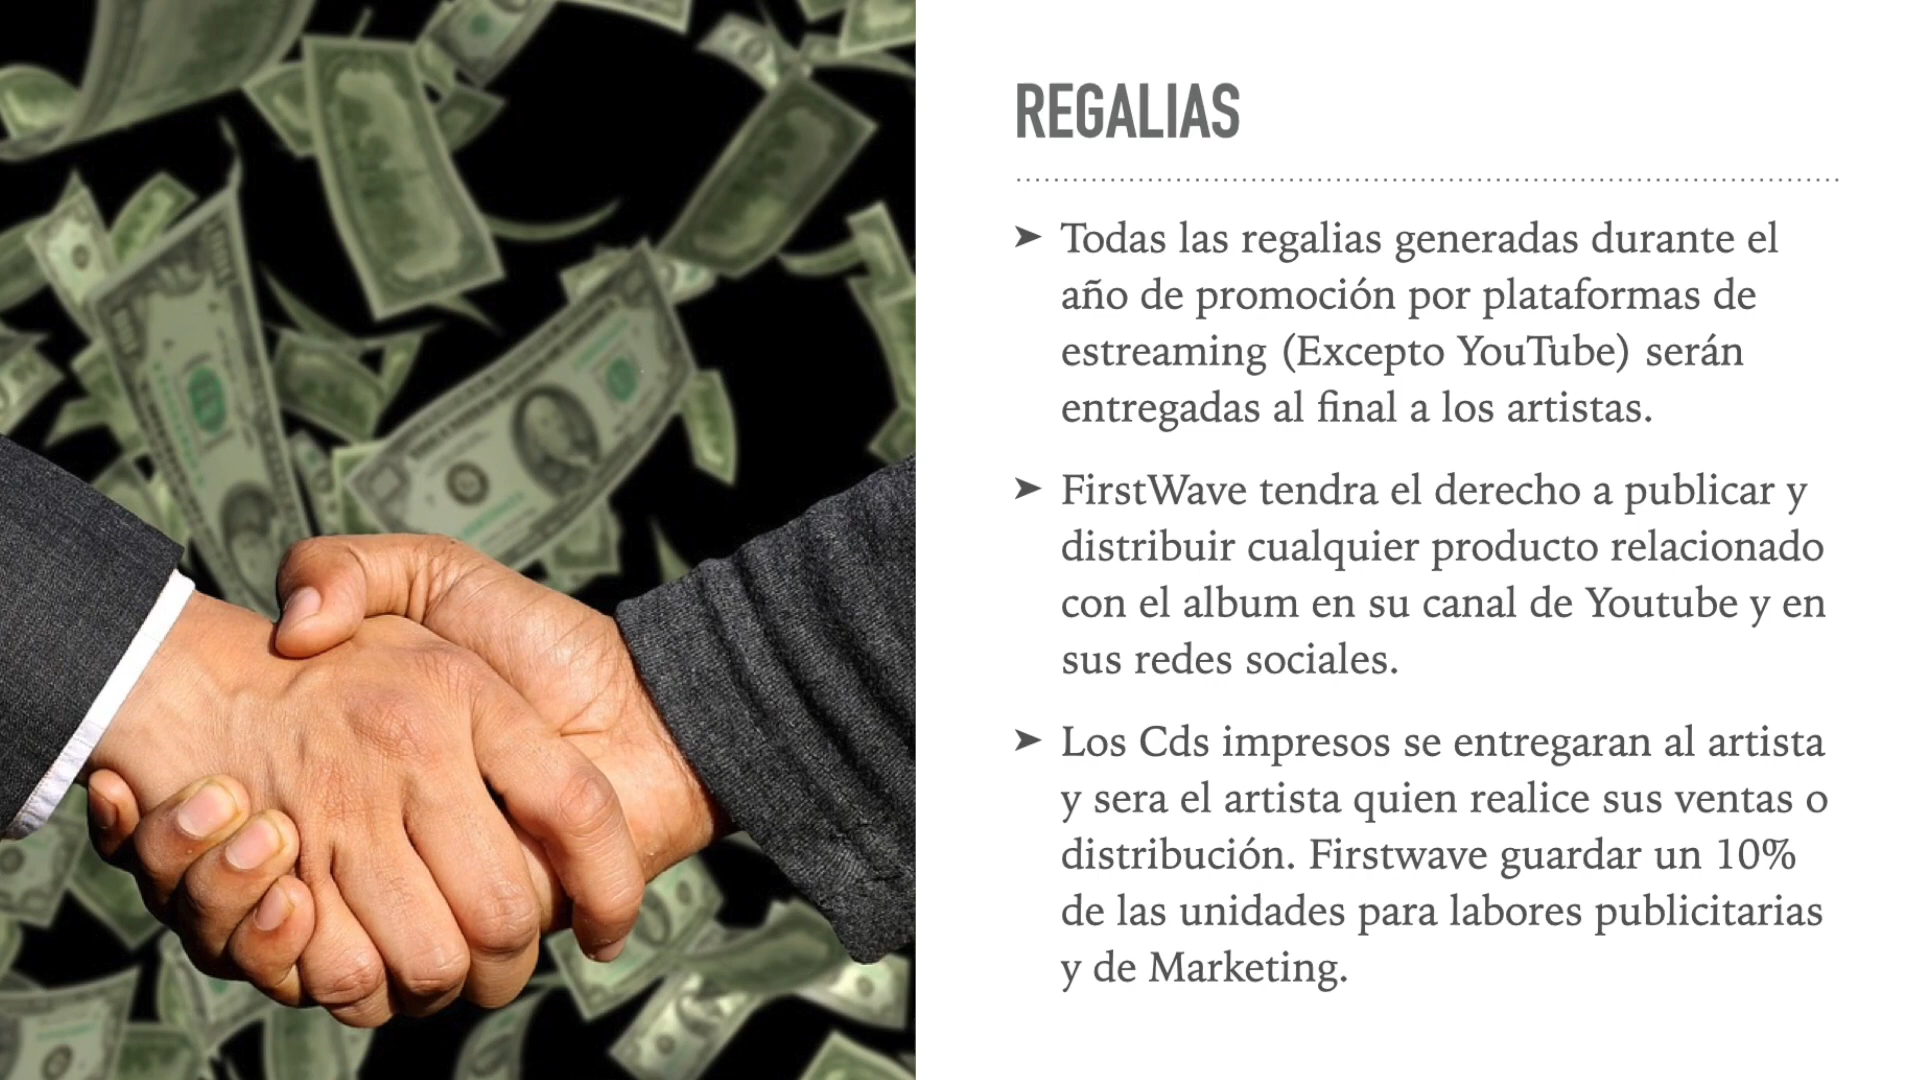 REGALIAS
➤ Todas las regalias generadas durante el
año de promoción por plataformas de
estreaming (Excepto YouTube) serán
entregadas al final a los artistas.
➤ FirstWave tendra el derecho a publicar y
distribuir cualquier producto relacionado
con el album en su canal de Youtube y en
sus redes sociales.
➤ Los Cds impresos se entregaran al artista
y sera el artista quien realice sus ventas o
distribución. Firstwave guardar un 10%
de las unidades para labores publicitarias
y de Marketing.